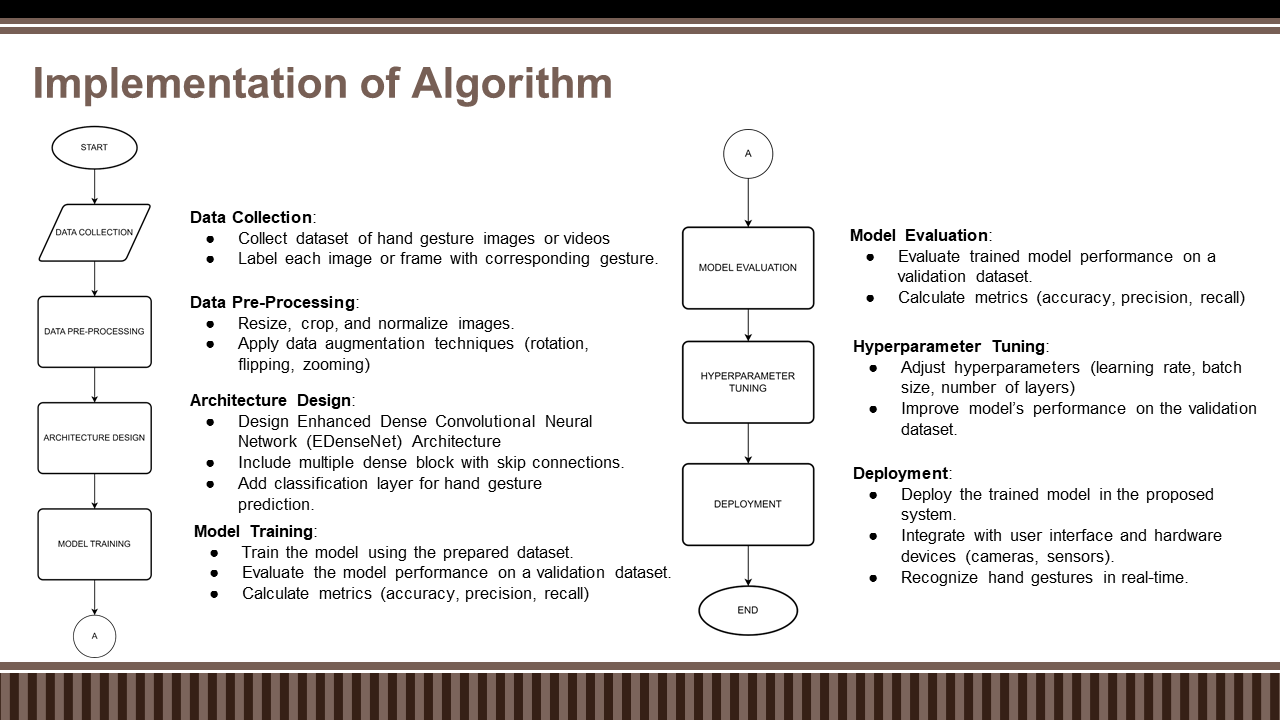 Implementation of Algorithm
START
DATA COLLECTION
DATA PRE-PROCESSING
ARCHITECTURE DESIGN
MODEL TRAINING
A
Data Collection:
● Collect dataset of hand gesture images or videos
● Label each image or frame with corresponding gesture.
Data Pre-Processing:
● Resize, crop, and normalize images.
● Apply data augmentation techniques (rotation,
flipping, zooming)
Architecture Design:
● Design Enhanced Dense Convolutional Neural
Network (EDenseNet) Architecture
● Include multiple dense block with skip connections.
● Add classification layer for hand gesture
prediction.
Model Training:
● Train the model using the prepared dataset.
● Evaluate the model performance on a validation dataset.
● Calculate metrics (accuracy, precision, recall)
A
MODEL EVALUATION
HYPERPARAMETER
TUNING
DEPLOYMENT
END
Model Evaluation:
● Evaluate trained model performance on a
validation dataset.
● Calculate metrics (accuracy, precision, recall)
Hyperparameter Tuning:
● Adjust hyperparameters (learning rate, batch
size, number of layers)
● Improve model’s performance on the validation
dataset.
Deployment:
● Deploy the trained model in the proposed
system.
● Integrate with user interface and hardware
devices (cameras, sensors).
● Recognize hand gestures in real-time.